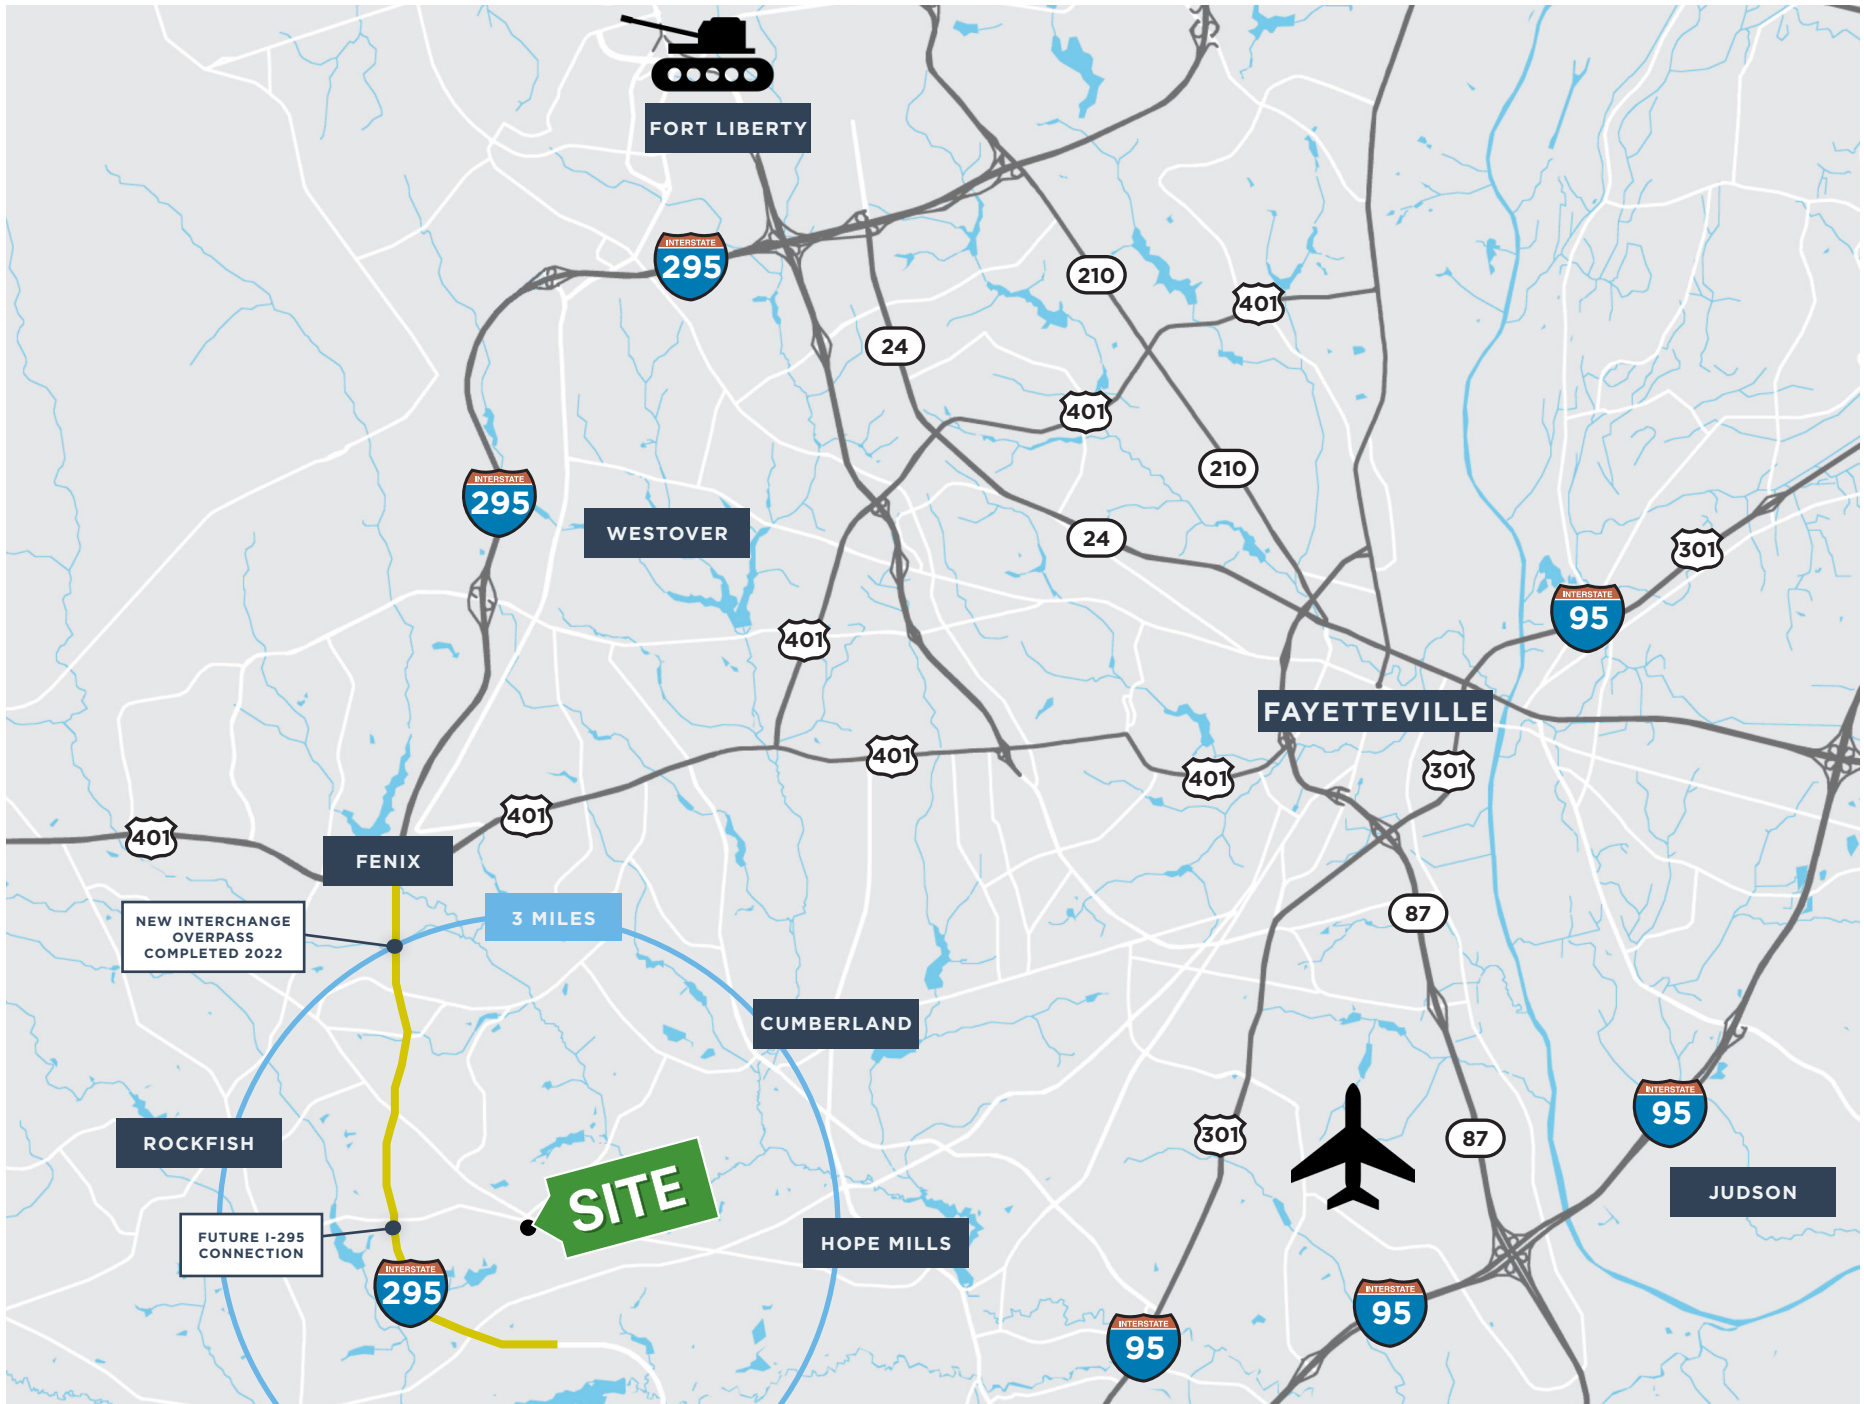 FORT LIBERTY
INTERSTATE
295
210
401
24
401
210
INTERSTATE
295
WESTOVER
24
301
INTERSTATE
95
401
FAYETTEVILLE
401
401
301
401
401
FENIX
3 MILES
87
NEW INTERCHANGE
OVERPASS
COMPLETED 2022
CUMBERLAND
INTERSTATE
95
301
87
ROCKFISH
SITE
JUDSON
FUTURE I-295
CONNECTION
HOPE MILLS
INTERSTATE
295
INTERSTATE
95
INTERSTATE
95